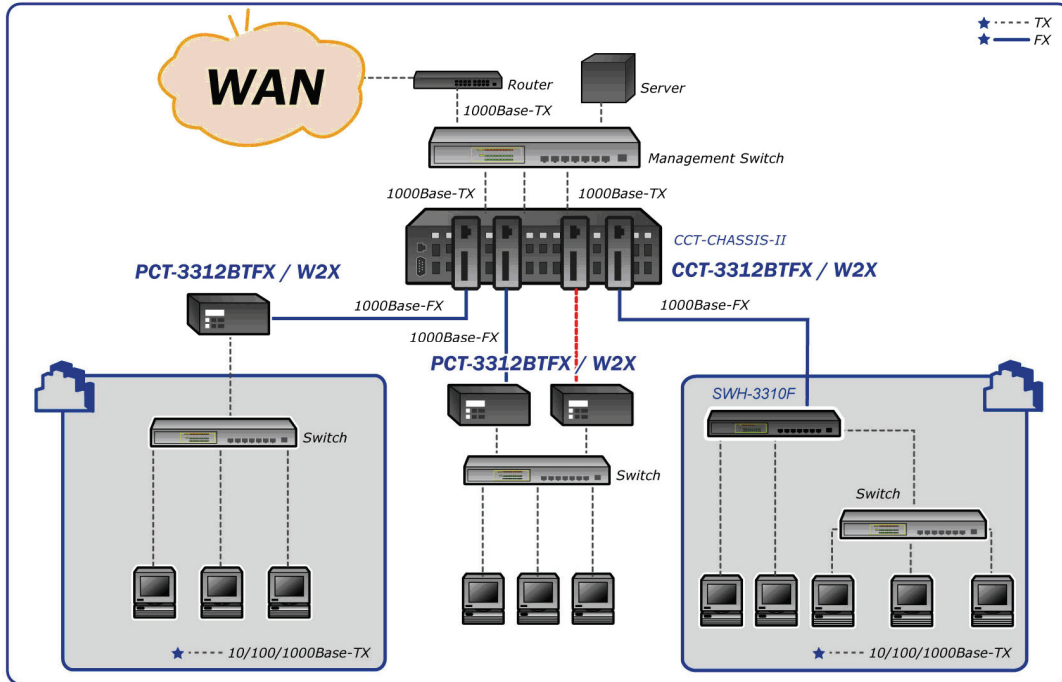 TX
FX
WAN
Router
Server
1000Base-TX
Management Switch
1000Base-TX
1000Base-TX
CCT-CHASSIS-II
CCT-3312BTFX / W2X
PCT-3312BTFX / W2X
1000Base-FX
1000Base-FX
1000Base-FX
PCT-3312BTFX / W2X
SWH-3310F
Switch
Switch
Switch
10/100/1000Base-TX
10/100/1000Base-TX